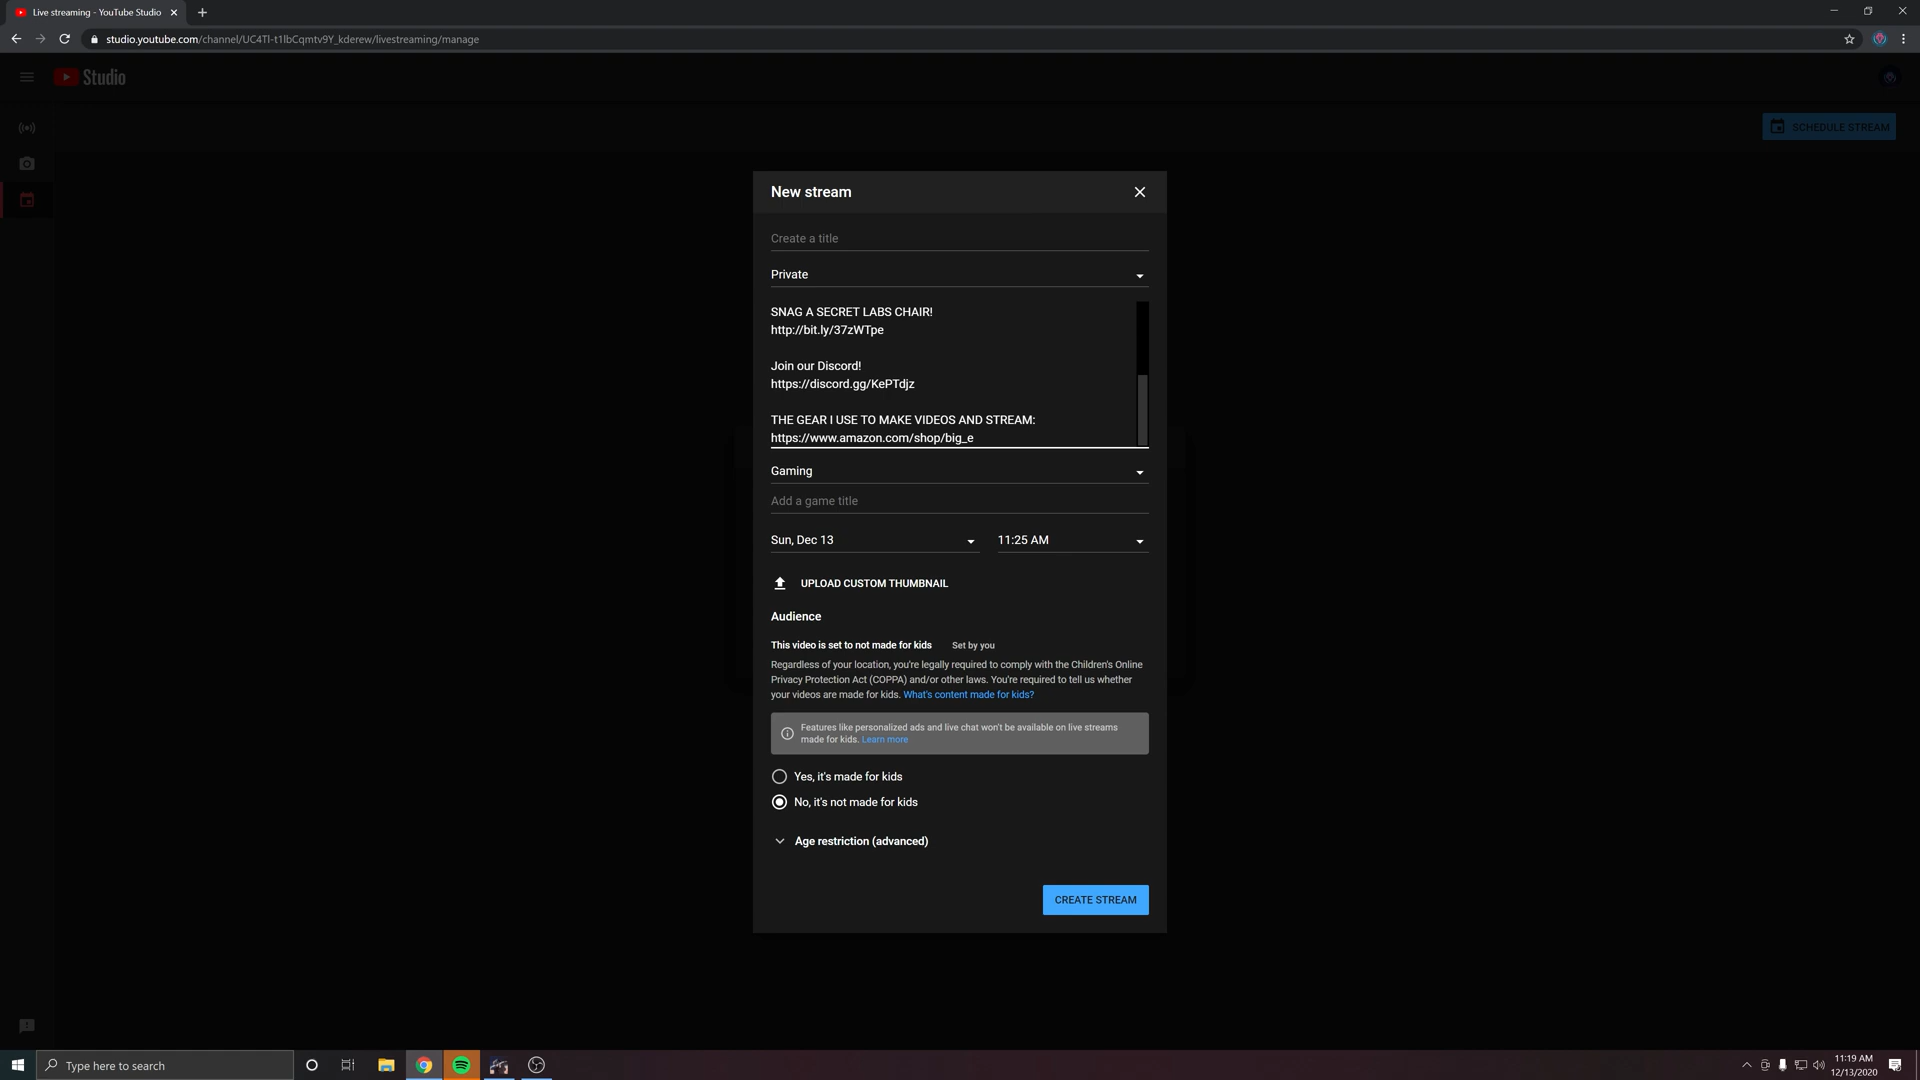 Live streaming - YouTube Studio
studio.youtube.com/channel/UC4Tl-t1lbCqmtv9Y_kderew/livestreaming/manage
Studio
SCHEDULE STREAM
New stream
Create a title
Private
SNAG A SECRET LABS CHAIR!
http://bit.ly/37zWTpe
Join our Discord!
https://discord.gg/KePTdjz
THE GEAR I USE TO MAKE VIDEOS AND STREAM:
https://www.amazon.com/shop/big_e
Gaming
Add a game title
Sun, Dec 13
11:25 AM
UPLOAD CUSTOM THUMBNAIL
Audience
This video is set to not made for kids Set by you
Regardless of your location, you're legally required to comply with the Children's Online
Privacy Protection Act (COPPA) and/or other laws. You're required to tell us whether
your videos are made for kids. What's content made for kids?
Features like personalized ads and live chat won't be available on live streams
made for kids. Learn more
Yes, it's made for kids
No, it's not made for kids
Age restriction (advanced)
CREATE STREAM
Type here to search
11:19 AM
12/13/2020